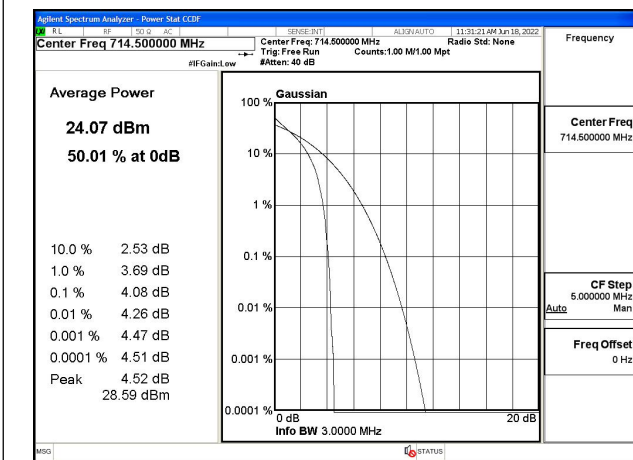 Agilent Spectrum Analyzer - Power Stat CCDF
RL RF 50 Ω AC SENSE:INT ALIGN AUTO 11:31:21 AM Jun 18, 2022
Center Freq 714.500000 MHz
Center Freq: 714.500000 MHz Radio Std: None
Trig: Free Run Counts:1.00 M/1.00 Mpt
#IFGain:Low #Atten: 40 dB
Frequency
Average Power
24.07 dBm
50.01 % at 0dB
10.0 % 2.53 dB
1.0 % 3.69 dB
0.1 % 4.08 dB
0.01 % 4.26 dB
0.001 % 4.47 dB
0.0001 % 4.51 dB
Peak 4.52 dB
28.59 dBm
Gaussian
100 %
10 %
1 %
0.1 %
0.01 %
0.001 %
0.0001 %
0 dB 20 dB
Info BW 3.0000 MHz
Center Freq
714.500000 MHz
CF Step
5.000000 MHz
Auto Man
Freq Offset
0 Hz
MSG STATUS